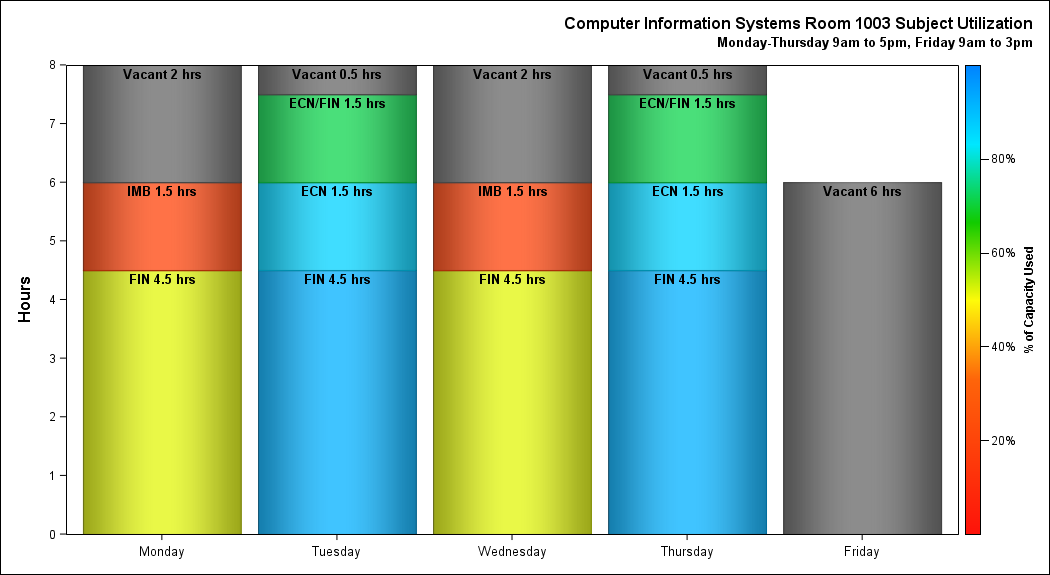 Computer Information Systems Room 1003 Subject Utilization
Monday-Thursday 9am to 5pm, Friday 9am to 3pm
8
Vacant 2 hrs
Vacant 0.5 hrs
Vacant 2 hrs
Vacant 0.5 hrs
ECN/FIN 1.5 hrs
ECN/FIN 1.5 hrs
7
80%
6
IMB 1.5 hrs
ECN 1.5 hrs
IMB 1.5 hrs
ECN 1.5 hrs
Vacant 6 hrs
5
60%
FIN 4.5 hrs
FIN 4.5 hrs
FIN 4.5 hrs
FIN 4.5 hrs
Hours
% of Capacity Used
4
40%
3
2
20%
1
0
Monday
Tuesday
Wednesday
Thursday
Friday